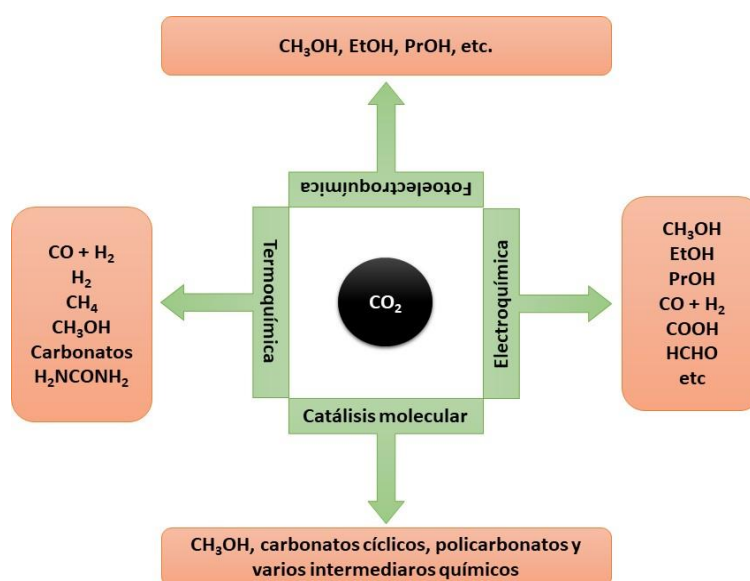 CH₃OH, EtOH, PrOH, etc.
Fotoelectroquímica
Termoquímica
CO₂
Electroquímica
Catálisis molecular
CO + H₂
H₂
CH₄
CH₃OH
Carbonatos
H₂NCONH₂
CH₃OH
EtOH
PrOH
CO + H₂
COOH
HCHO
etc
CH₃OH, carbonatos cíclicos, policarbonatos y
varios intermediaros químicos